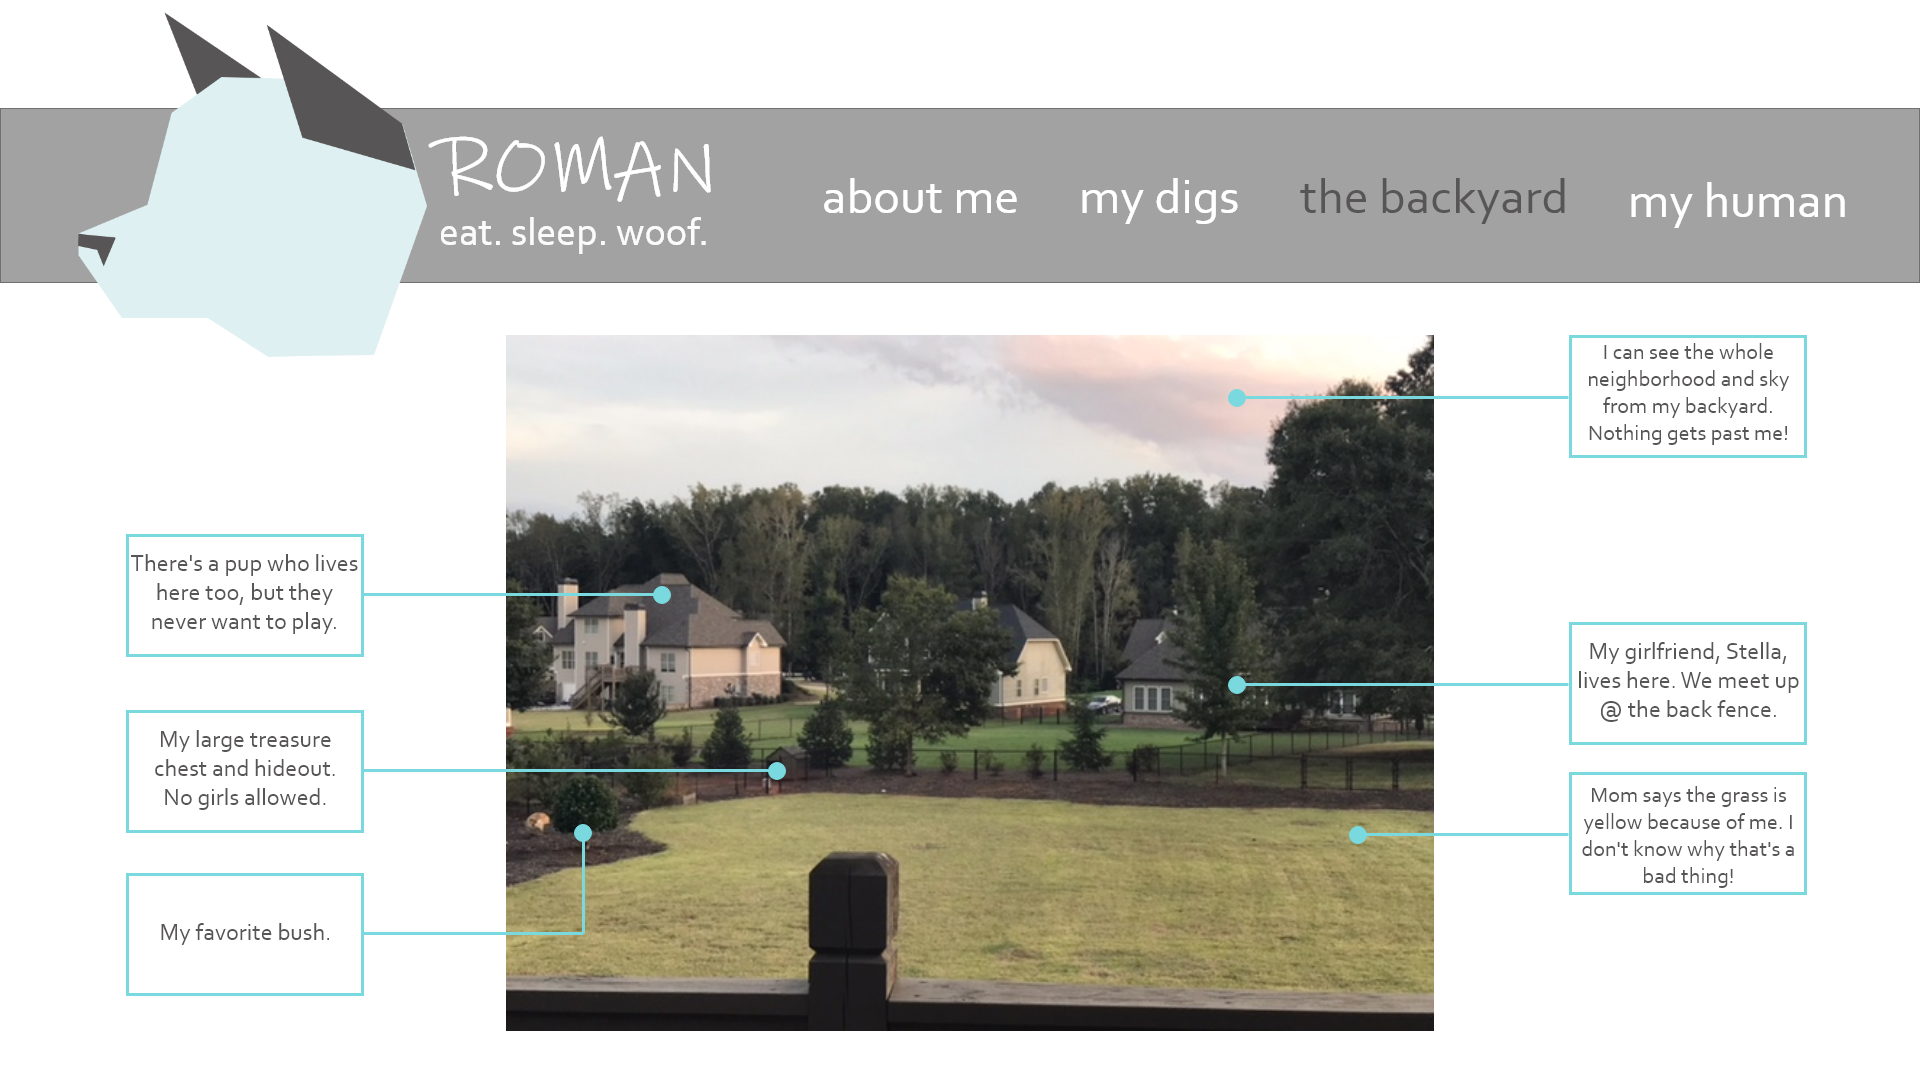 ROMAN
eat. sleep. woof.
about me
my digs
the backyard
my human
I can see the whole
neighborhood and sky
from my backyard.
Nothing gets past me!
There's a pup who lives
here too, but they
never want to play.
My girlfriend, Stella,
lives here. We meet up
@ the back fence.
My large treasure
chest and hideout.
No girls allowed.
Mom says the grass is
yellow because of me. I
don't know why that's a
bad thing!
My favorite bush.